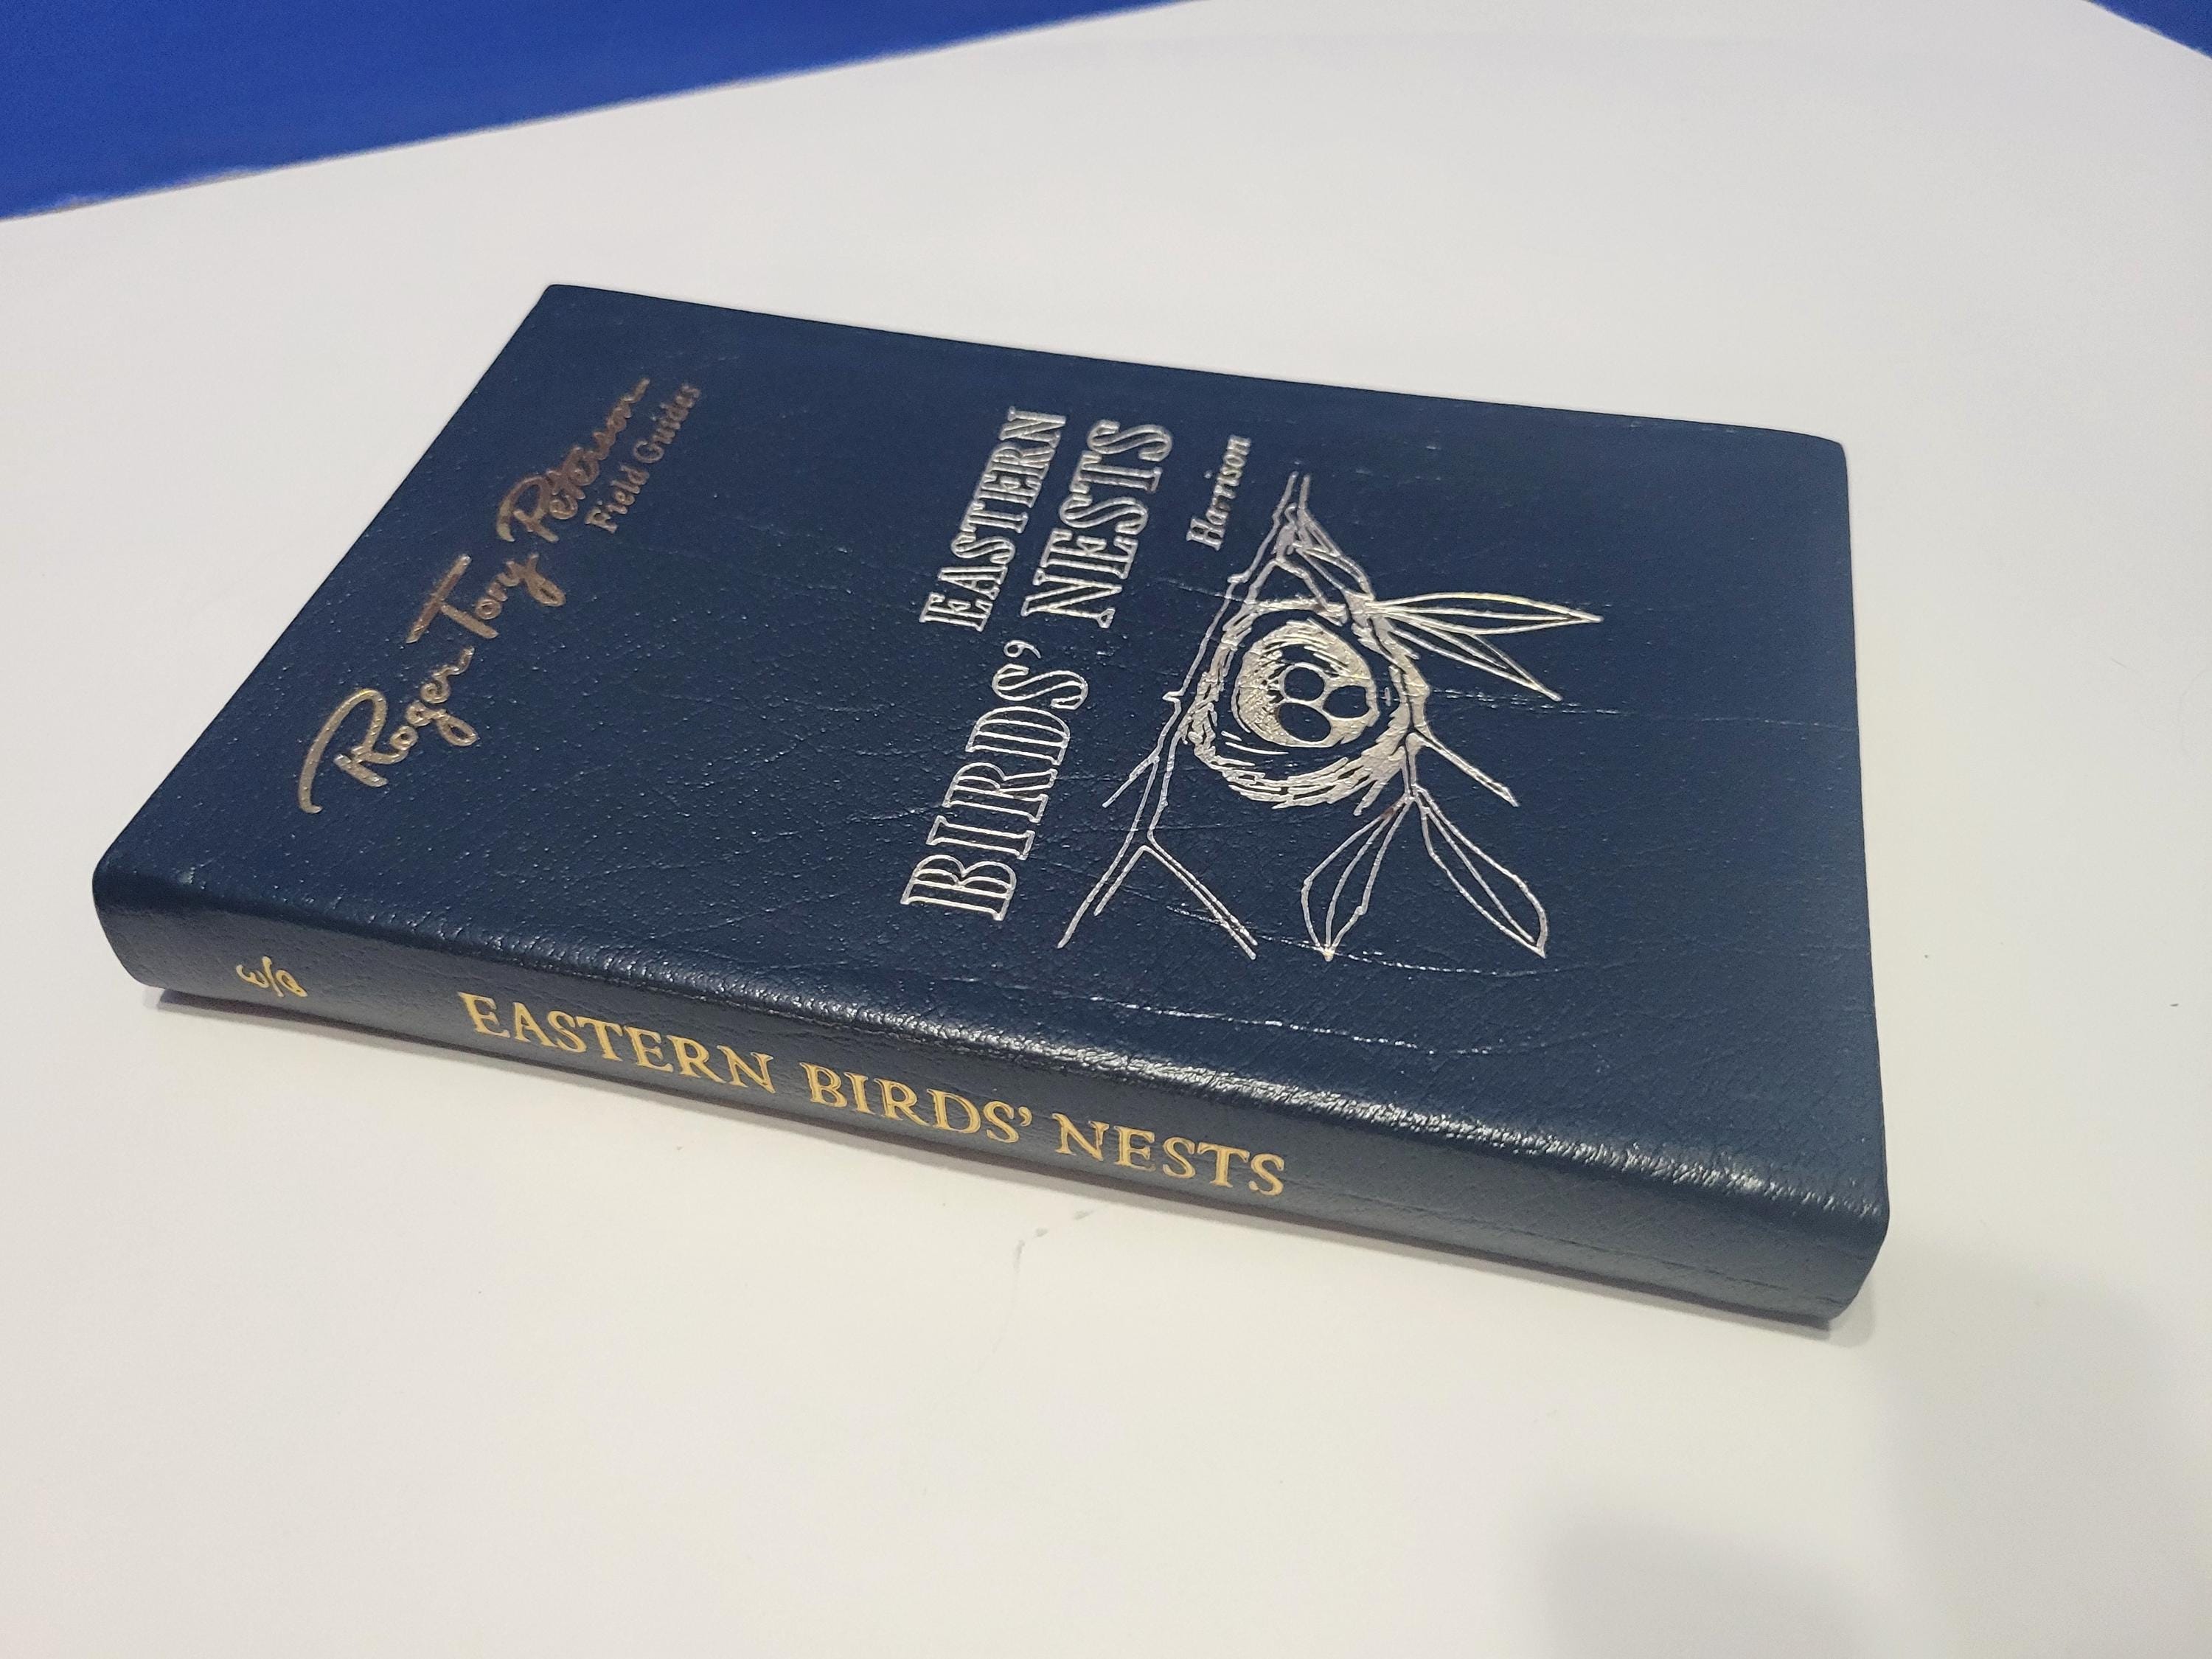 Roger Tory Peterson
Field Guides
EASTERN
BIRDS' NESTS
Harrison
EASTERN BIRDS' NESTS